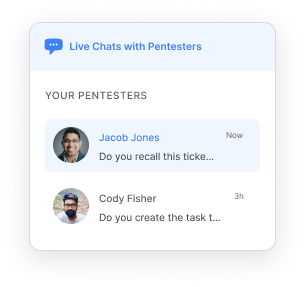 Live Chats with Pentesters
YOUR PENTESTERS
Jacob Jones
Now
Do you recall this ticke...
Cody Fisher
3h
Do you create the task t...